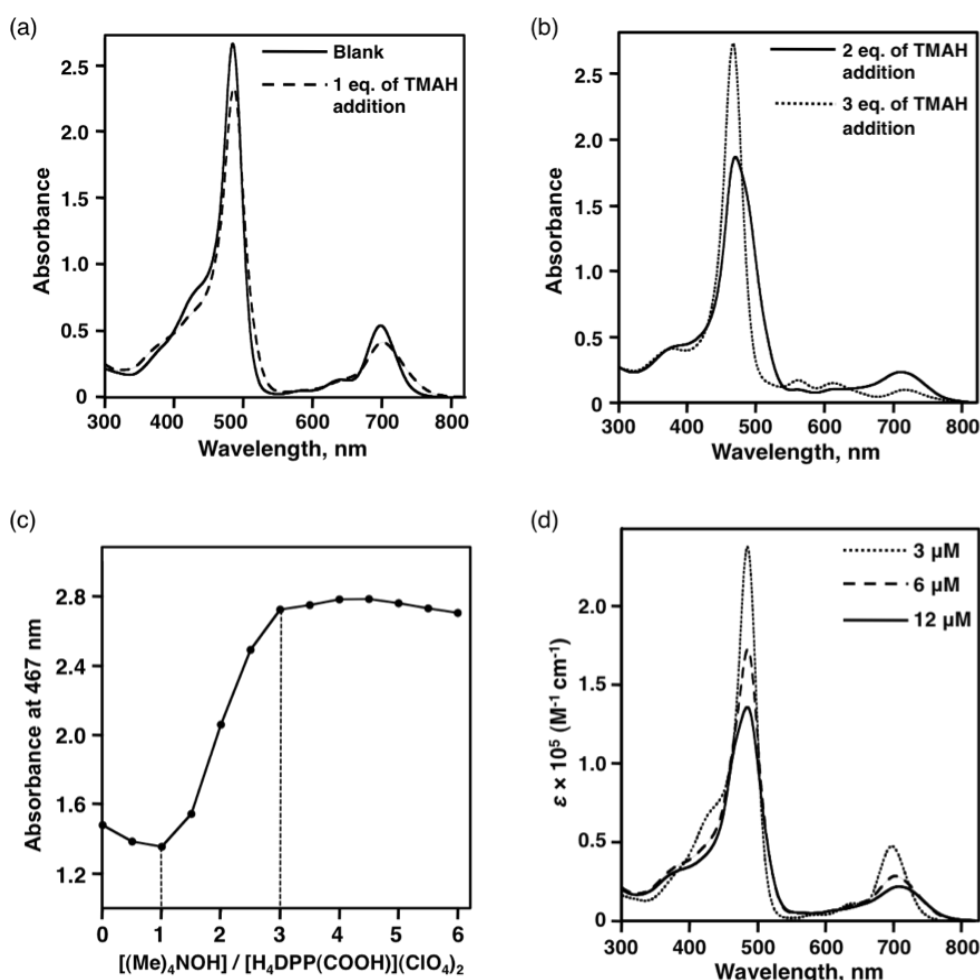 (a)
Blank
1 eq. of TMAH
addition
2.5
2.0
1.5
1.0
0.5
0
Absorbance
300 400 500 600 700 800
Wavelength, nm
(b)
2 eq. of TMAH
addition
3 eq. of TMAH
addition
2.5
2.0
1.5
1.0
0.5
0
Absorbance
300 400 500 600 700 800
Wavelength, nm
(c)
2.8
2.4
2.0
1.6
1.2
Absorbance at 467 nm
0 1 2 3 4 5 6
[(Me)₄NOH] / [H₄DPP(COOH)](ClO₄)₂
(d)
3 μM
6 μM
12 μM
2.0
1.5
1.0
0.5
0
ε × 10⁵ (M⁻¹ cm⁻¹)
300 400 500 600 700 800
Wavelength, nm